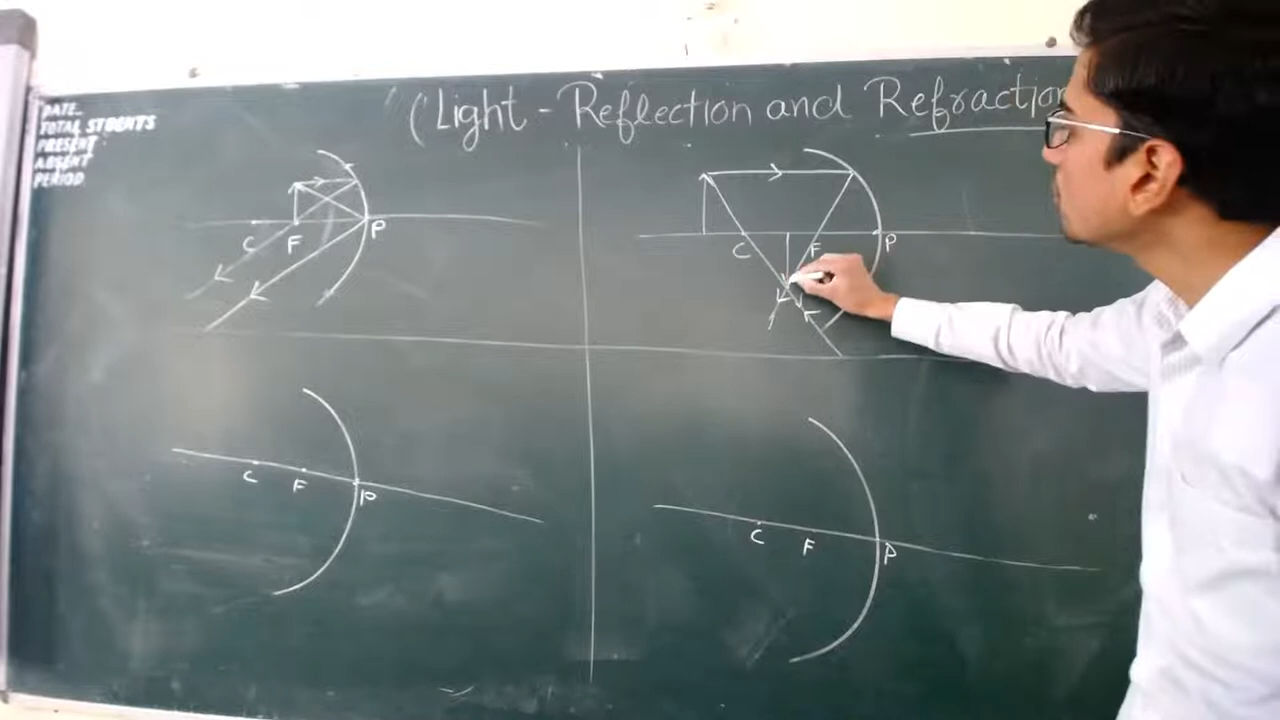 (Light - Reflection and Refraction
DATE
TOTAL STUDENTS
PRESENT
ABSENT
PERIOD
C F P
C F P
C F P
C F P